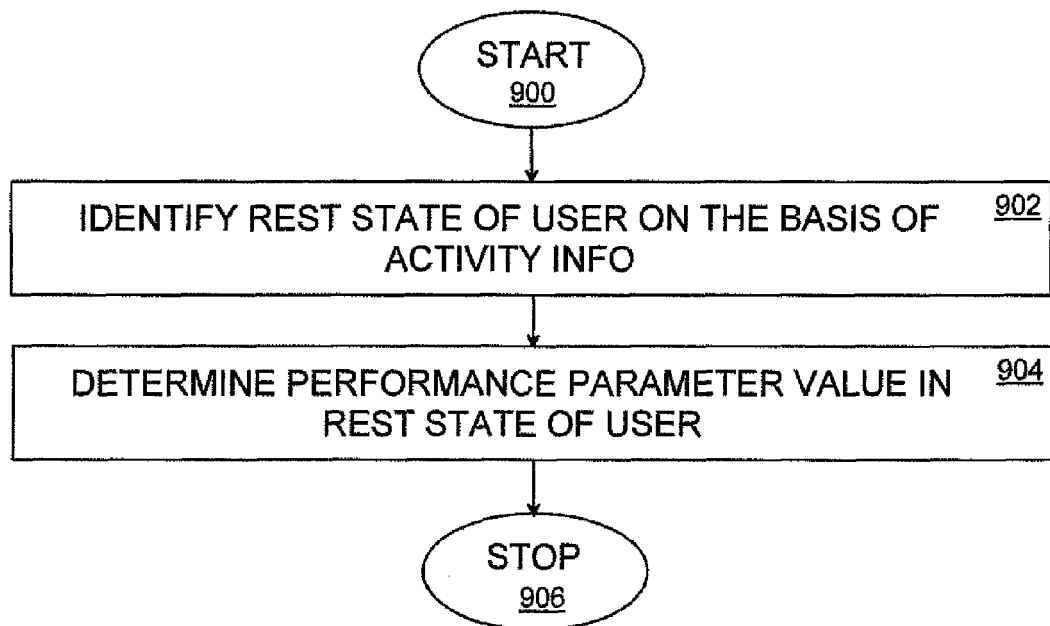 START
900
IDENTIFY REST STATE OF USER ON THE BASIS OF
ACTIVITY INFO
902
DETERMINE PERFORMANCE PARAMETER VALUE IN
REST STATE OF USER
904
STOP
906